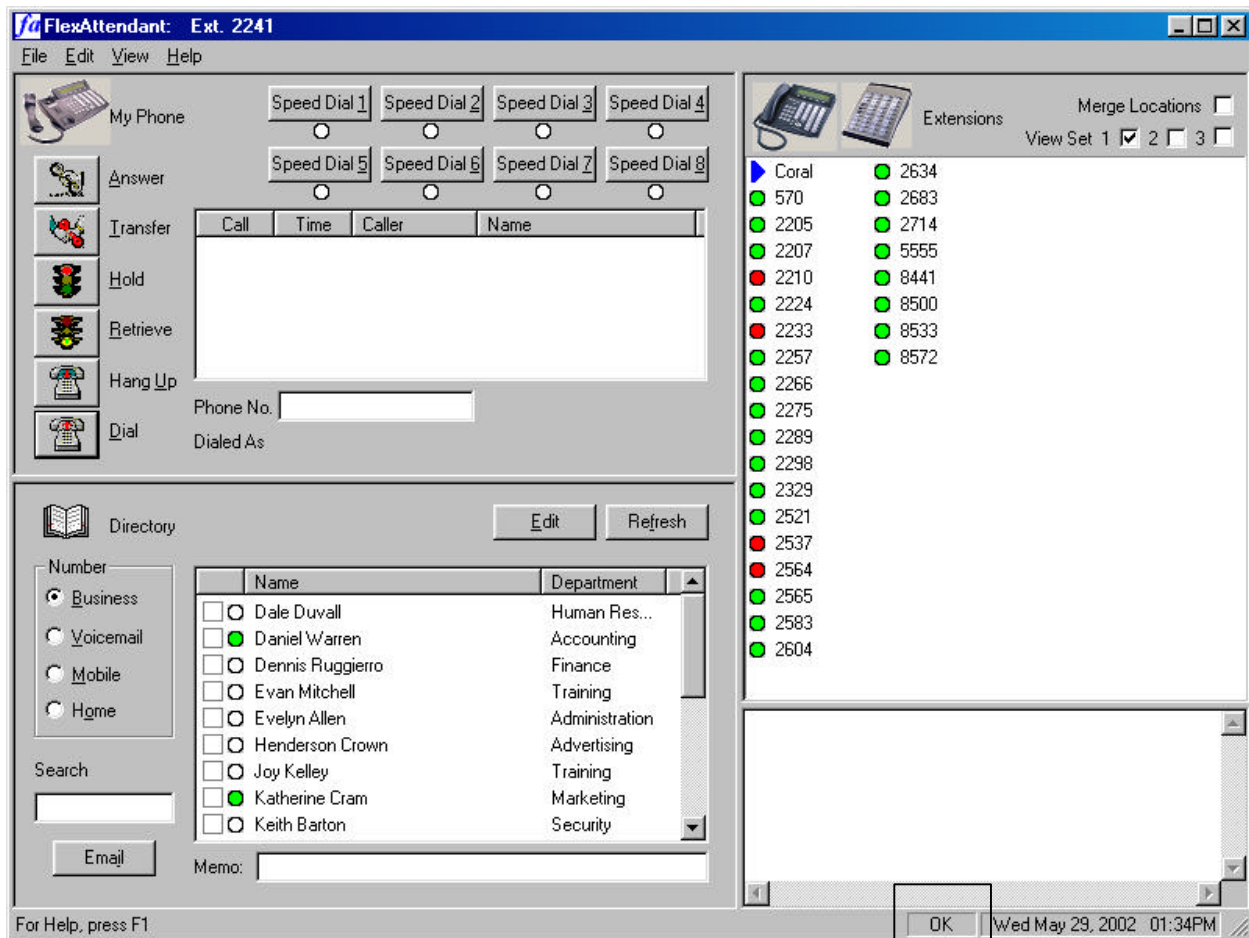 fa FlexAttendant: Ext. 2241
File Edit View Help
My Phone
Speed Dial 1 Speed Dial 2 Speed Dial 3 Speed Dial 4
Speed Dial 5 Speed Dial 6 Speed Dial 7 Speed Dial 8
Answer
Transfer
Hold
Retrieve
Hang Up
Dial
Call Time Caller Name
Phone No.
Dialed As
Directory
Edit Refresh
Number
Business
Voicemail
Mobile
Home
Search
Email
Name Department
Dale Duvall Human Res...
Daniel Warren Accounting
Dennis Ruggierro Finance
Evan Mitchell Training
Evelyn Allen Administration
Henderson Crown Advertising
Joy Kelley Training
Katherine Cram Marketing
Keith Barton Security
Memo:
Extensions
Merge Locations
View Set 1 2 3
Coral 2634
570 2683
2205 2714
2207 5555
2210 8441
2224 8500
2233 8533
2257 8572
2266
2275
2289
2298
2329
2521
2537
2564
2565
2583
2604
For Help, press F1
OK Wed May 29, 2002 01:34PM